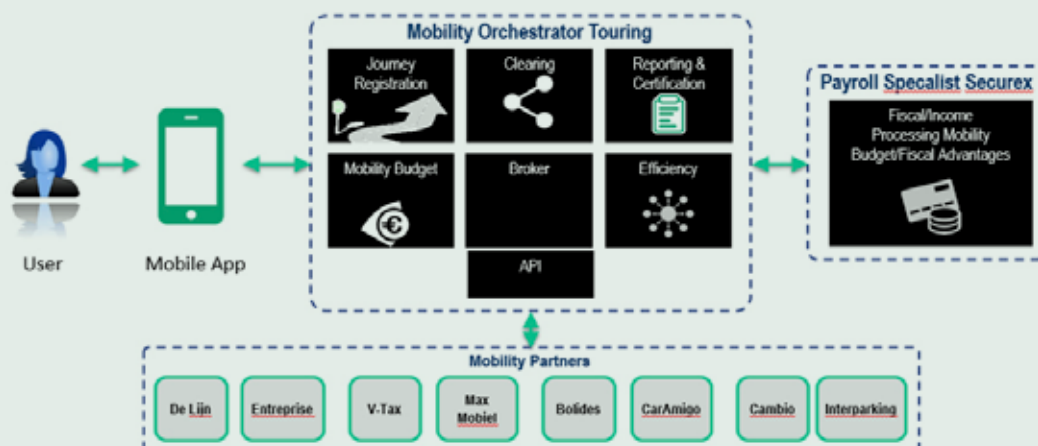 Mobility Orchestrator Touring
Journey
Registration
Clearing
Reporting &
Certification
Mobility Budget
Broker
Efficiency
API
Payroll Specalist Securex
Fiscal/Income
Processing Mobility
Budget/Fiscal Advantages
User
Mobile App
Mobility Partners
De Lijn
Entreprise
V-Tax
Max
Mobiel
Bolides
CarAmigo
Cambio
Interparking